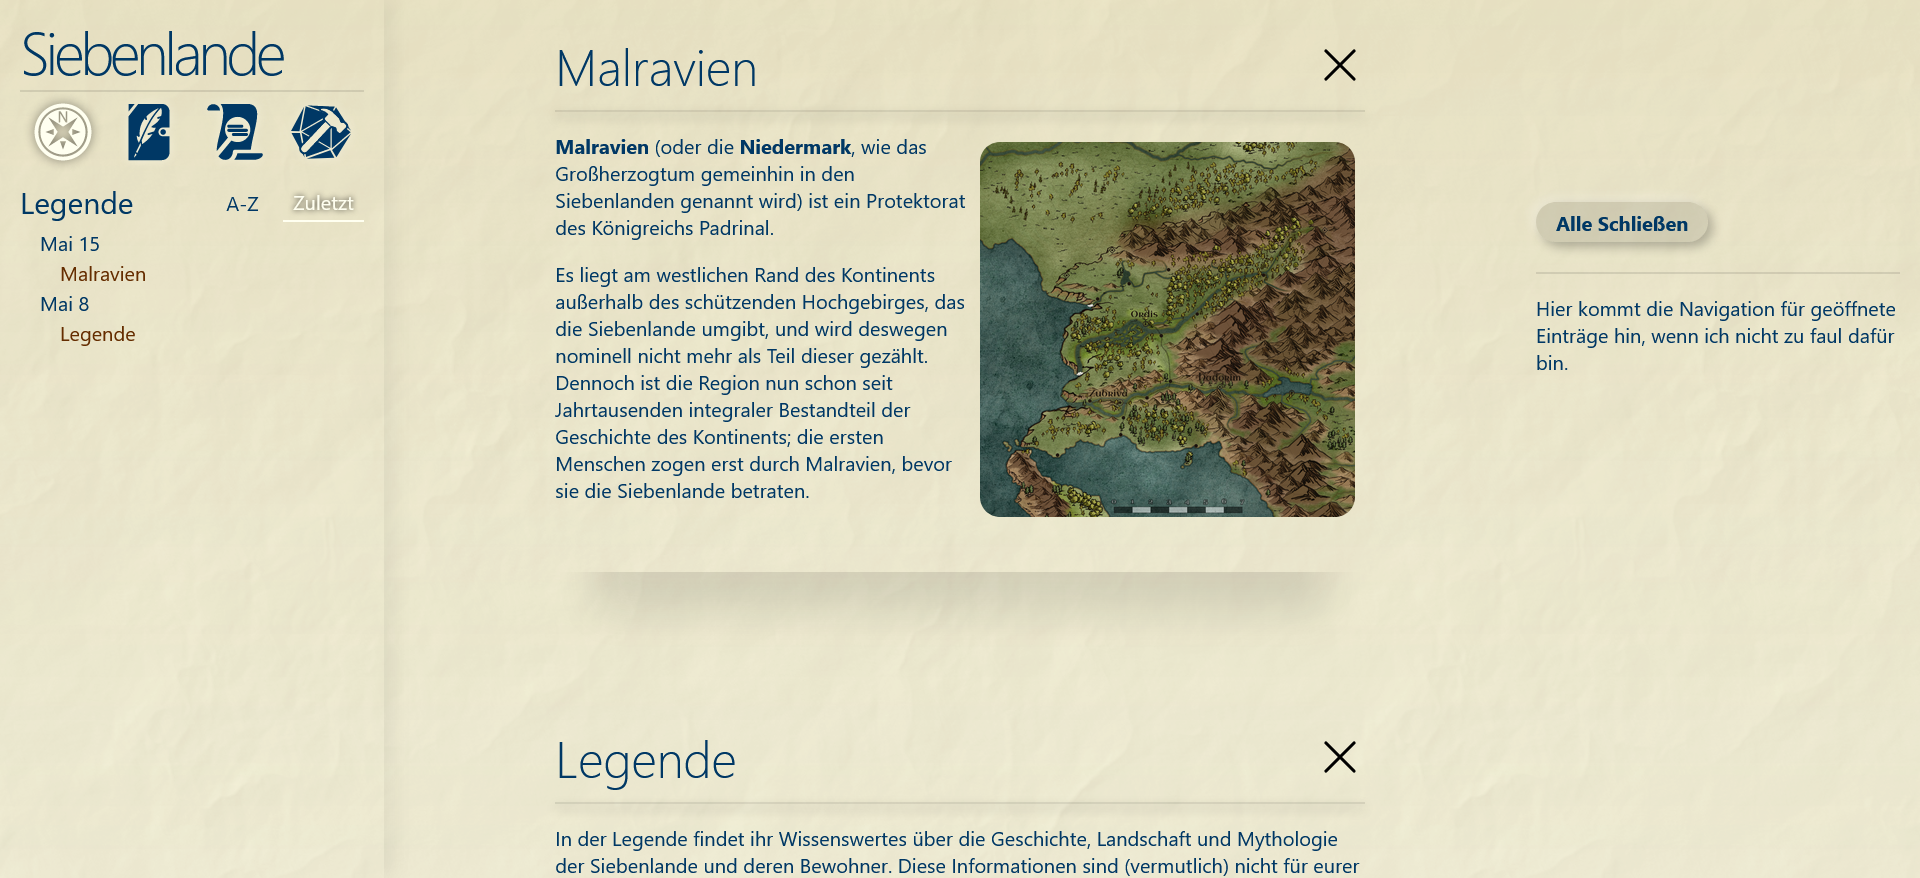 Siebenlande
N
Legende
A-Z
Zuletzt
Mai 15
Malravien
Mai 8
Legende
Malravien
Malravien (oder die Niedermark, wie das
Großherzogtum gemeinhin in den
Siebenlanden genannt wird) ist ein Protektorat
des Königreichs Padrinal.
Es liegt am westlichen Rand des Kontinents
außerhalb des schützenden Hochgebirges, das
die Siebenlande umgibt, und wird deswegen
nominell nicht mehr als Teil dieser gezählt.
Dennoch ist die Region nun schon seit
Jahrtausenden integraler Bestandteil der
Geschichte des Kontinents; die ersten
Menschen zogen erst durch Malravien, bevor
sie die Siebenlande betraten.
Ordis
Legende
In der Legende findet ihr Wissenswertes über die Geschichte, Landschaft und Mythologie
der Siebenlande und deren Bewohner. Diese Informationen sind (vermutlich) nicht für eurer
Alle Schließen
Hier kommt die Navigation für geöffnete
Einträge hin, wenn ich nicht zu faul dafür
bin.